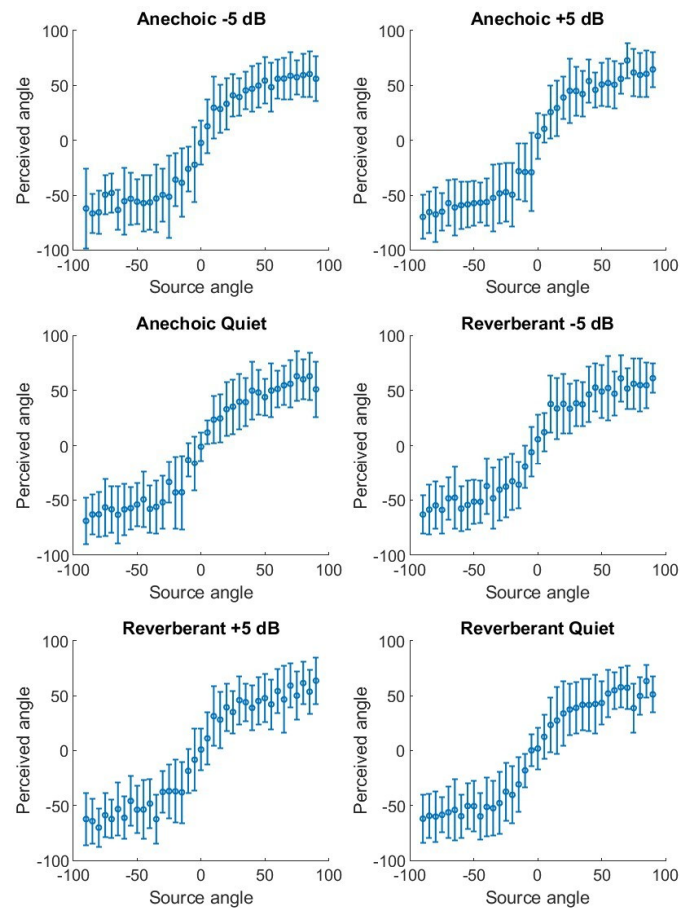 Anechoic -5 dB
Perceived angle
100
50
0
-50
-100
-100 -50 0 50 100
Source angle
Anechoic +5 dB
Perceived angle
100
50
0
-50
-100
-100 -50 0 50 100
Source angle
Anechoic Quiet
Perceived angle
100
50
0
-50
-100
-100 -50 0 50 100
Source angle
Reverberant -5 dB
Perceived angle
100
50
0
-50
-100
-100 -50 0 50 100
Source angle
Reverberant +5 dB
Perceived angle
100
50
0
-50
-100
-100 -50 0 50 100
Source angle
Reverberant Quiet
Perceived angle
100
50
0
-50
-100
-100 -50 0 50 100
Source angle